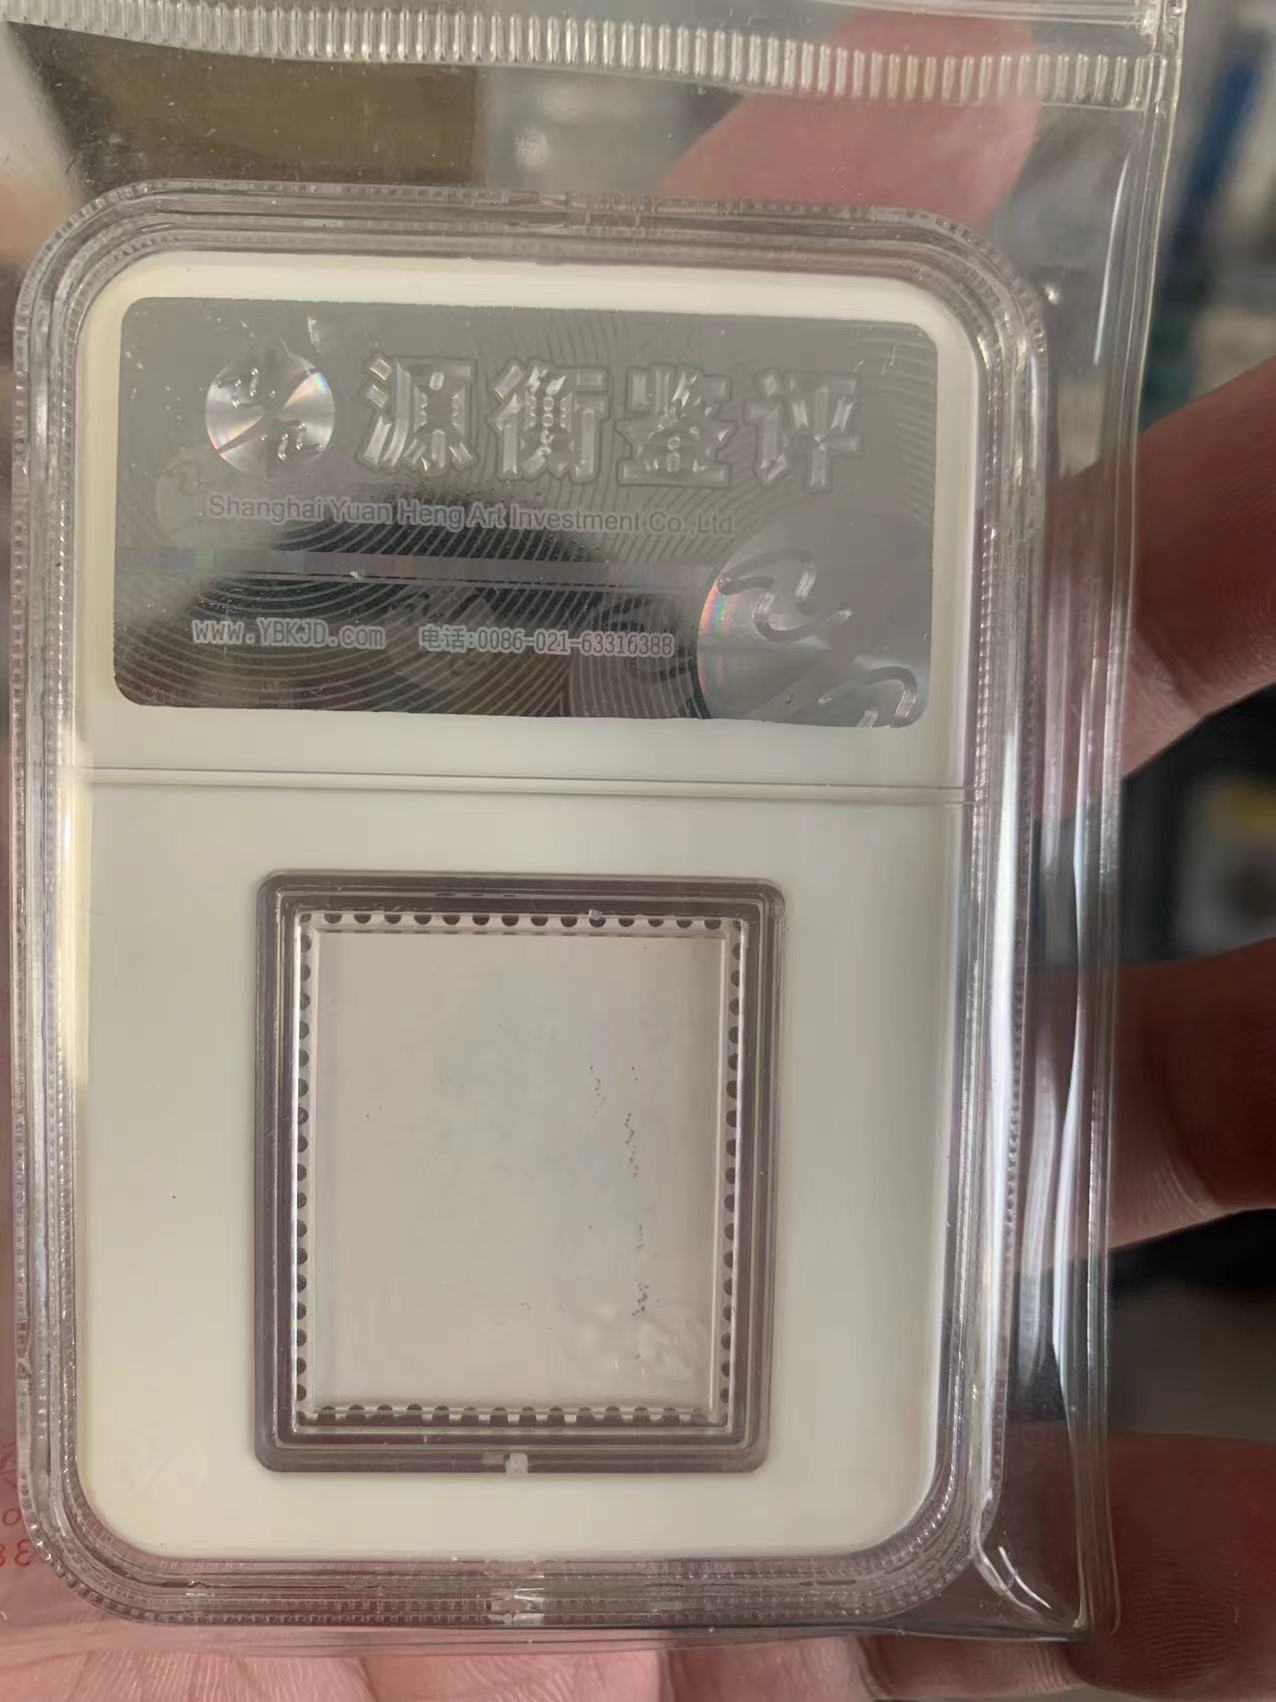 源衡鉴评
Shanghai Yuan Heng Art Investment Co.,Ltd
www.YBKJD.com 电话:0086-021-63316388